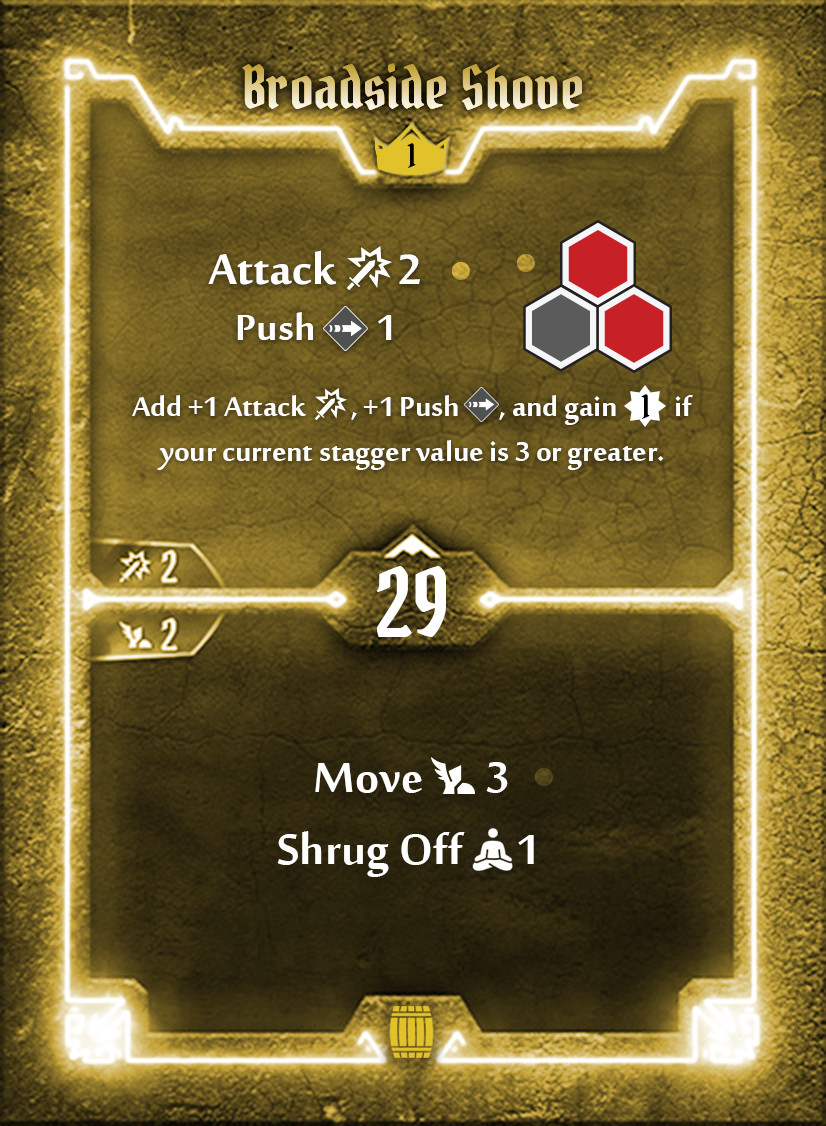 Broadside Shove
1
Attack 2
Push 1
Add +1 Attack , +1 Push , and gain 1 if
your current stagger value is 3 or greater.
2
29
2
Move 3
Shrug Off 1